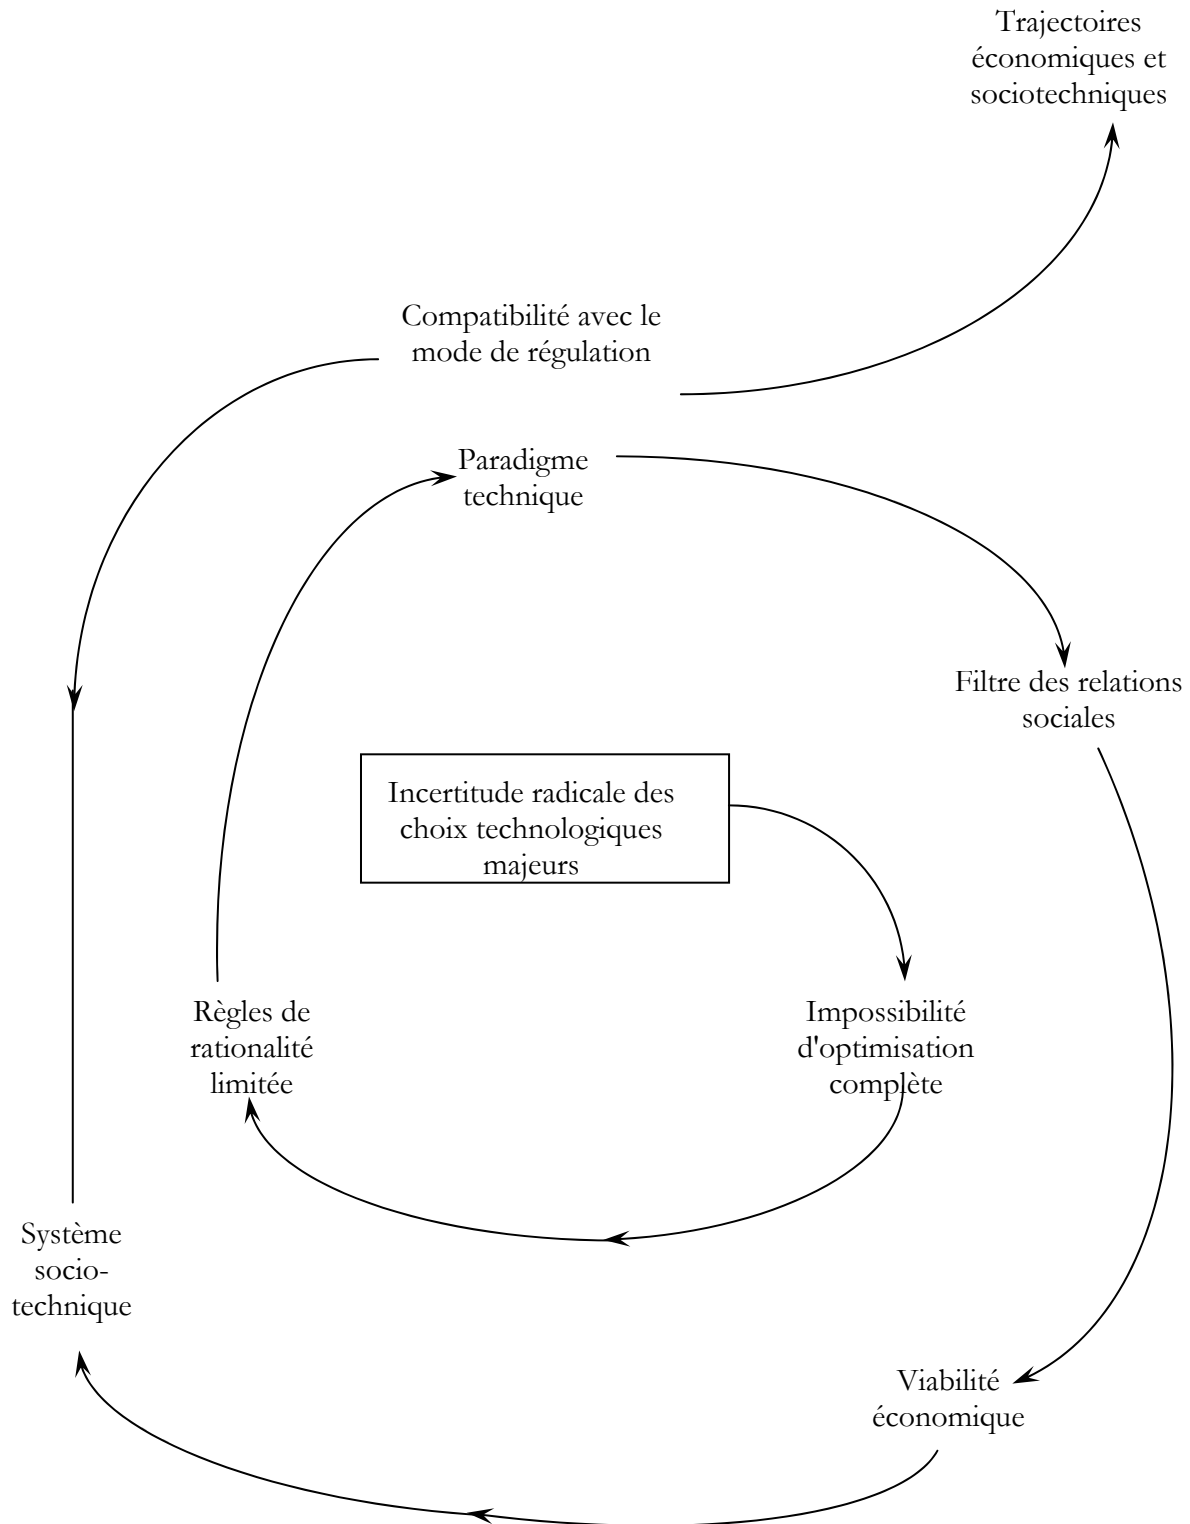 Trajectoires
économiques et
sociotechniques
Compatibilité avec le
mode de régulation
Paradigme
technique
Filtre des relations
sociales
Incertitude radicale des
choix technologiques
majeurs
Règles de
rationalité
limitée
Impossibilité
d'optimisation
complète
Système
socio-
technique
Viabilité
économique